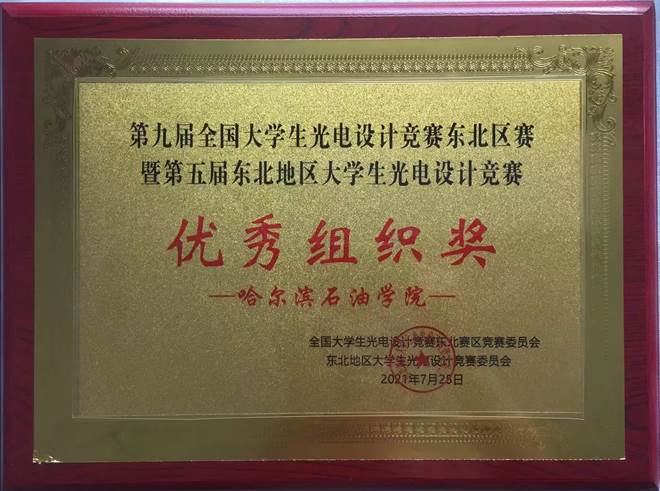 第九届全国大学生光电设计竞赛东北区赛
暨第五届东北地区大学生光电设计竞赛
优秀组织奖
—哈尔滨石油学院—
全国大学生光电设计竞赛东北赛区竞赛委员会
东北地区大学生光电设计竞赛委员会
2021年7月25日